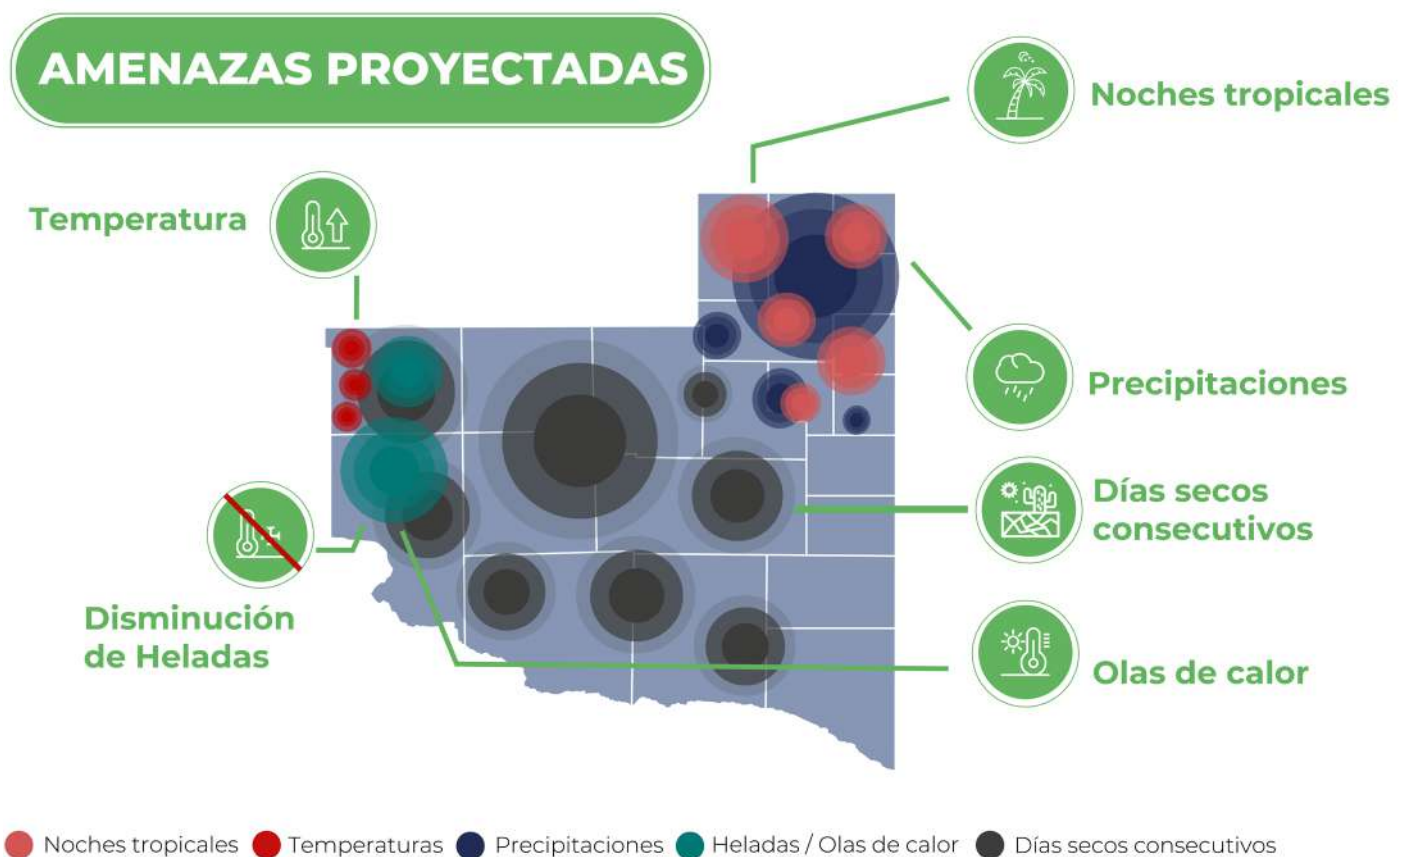 AMENAZAS PROYECTADAS
Noches tropicales
Temperatura
Precipitaciones
Días secos
consecutivos
Disminución
de Heladas
Olas de calor
Noches tropicales
Temperaturas
Precipitaciones
Heladas / Olas de calor
Días secos consecutivos